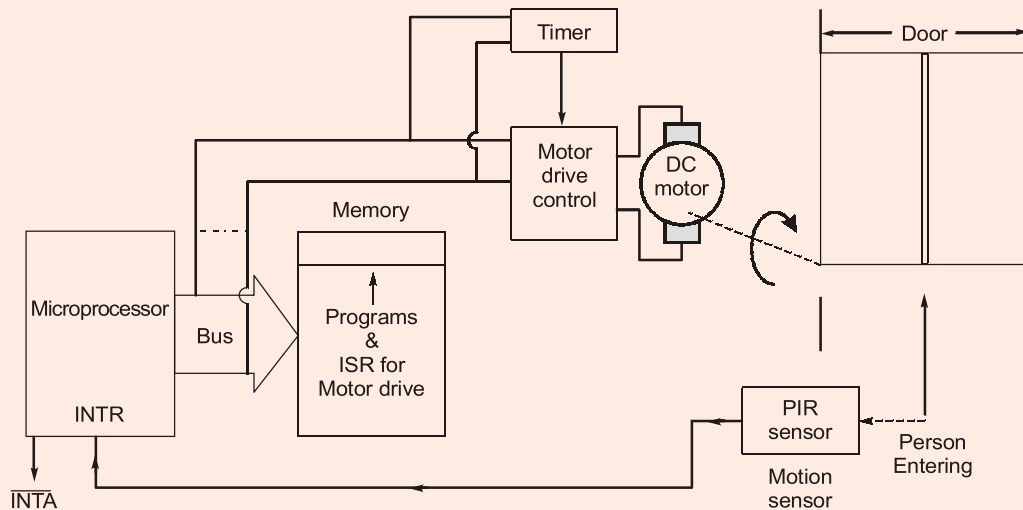 Timer
Door
Motor
drive
control
DC
motor
Memory
Microprocessor
Bus
Programs
&
ISR for
Motor drive
INTR
PIR
sensor
Person
Entering
Motion
sensor
INTA